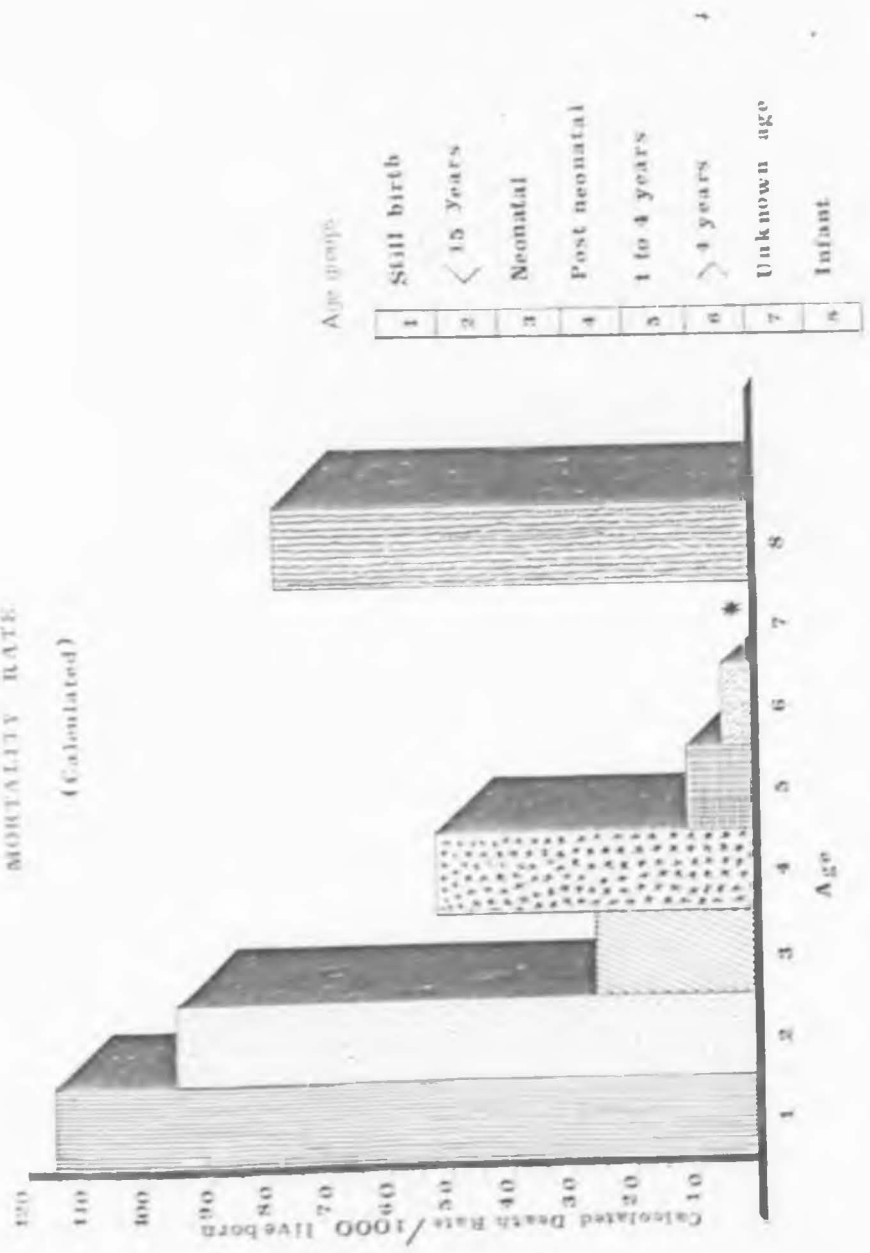 MORTALITY RATE
(Calculated)
Calculated Death Rate/1000 liveborn
120
110
100
90
80
70
60
50
40
30
20
10
1 2 3 4 5 6 7 8
*
Age
Age group
1 Still birth
2 < 15 Years
3 Neonatal
4 Post neonatal
5 1 to 4 years
6 > 4 years
7 Unknown age
8 Infant